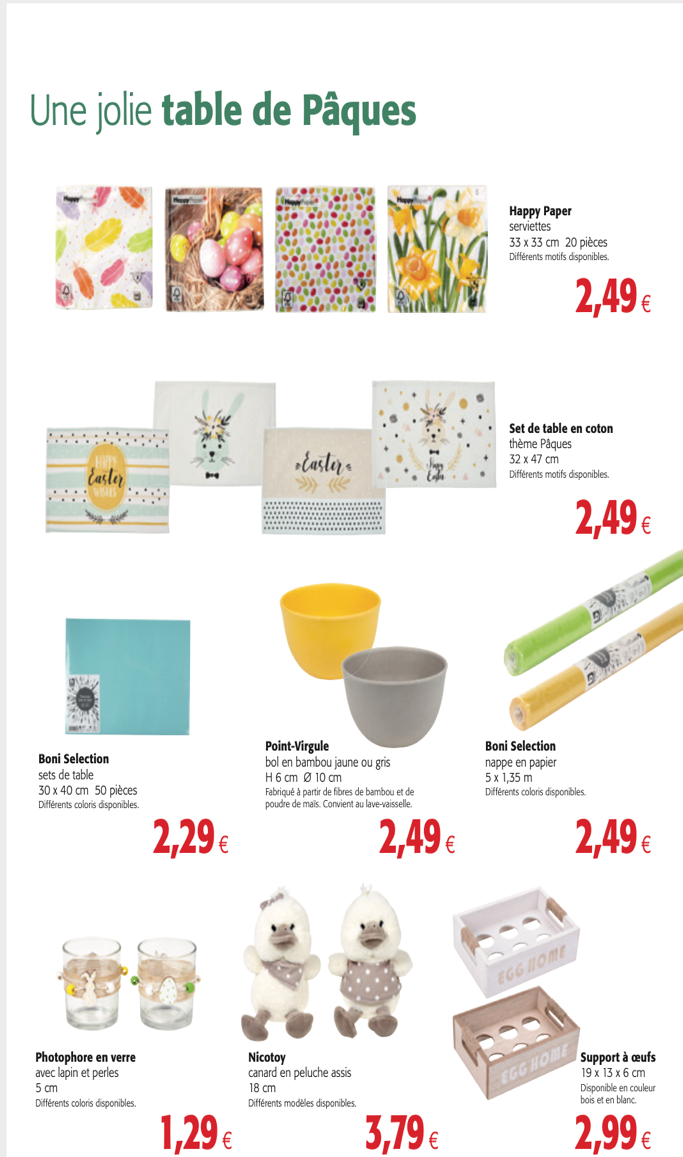 Une jolie table de Pâques
HappyPaper
HappyPaper
HappyPaper
HappyPaper
Happy Paper
serviettes
33 x 33 cm 20 pièces
Différents motifs disponibles.
2,49 €
HAPPY
Easter
WISHES
Easter
Happy
Easter
Set de table en coton
thème Pâques
32 x 47 cm
Différents motifs disponibles.
2,49 €
Boni Selection
sets de table
30 x 40 cm 50 pièces
Différents coloris disponibles.
2,29 €
Point-Virgule
bol en bambou jaune ou gris
H 6 cm Ø 10 cm
Fabriqué à partir de fibres de bambou et de
poudre de maïs. Convient au lave-vaisselle.
2,49 €
Boni Selection
nappe en papier
5 x 1,35 m
Différents coloris disponibles.
2,49 €
Photophore en verre
avec lapin et perles
5 cm
Différents coloris disponibles.
1,29 €
Nicotoy
canard en peluche assis
18 cm
Différents modèles disponibles.
3,79 €
EGG HOME
EGG HOME
Support à œufs
19 x 13 x 6 cm
Disponible en couleur
bois et en blanc.
2,99 €